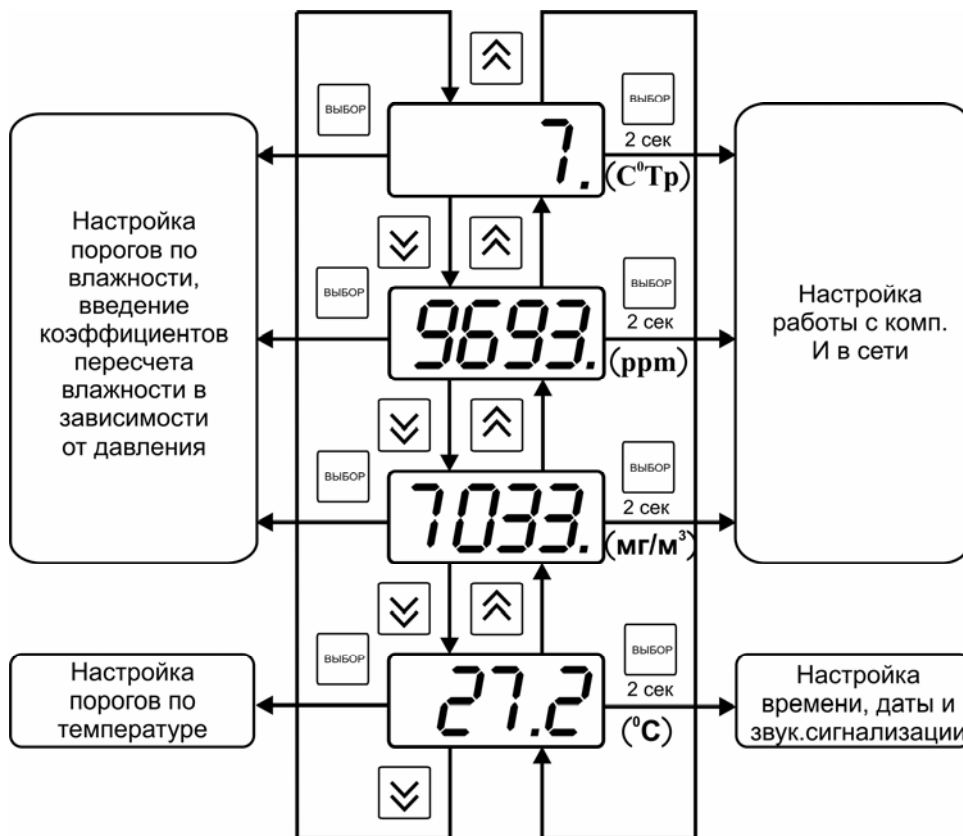 ВЫБОР
ВЫБОР
2 сек
7.
(С⁰Тр)
Настройка
порогов по
влажности,
введение
коэффициентов
пересчета
влажности в
зависимости
от давления
Настройка
работы с комп.
И в сети
ВЫБОР
ВЫБОР
2 сек
9693.
(ppm)
ВЫБОР
ВЫБОР
2 сек
7033.
(мг/м³)
ВЫБОР
ВЫБОР
2 сек
27.2
(⁰С)
Настройка
порогов по
температуре
Настройка
времени, даты и
звук.сигнализации